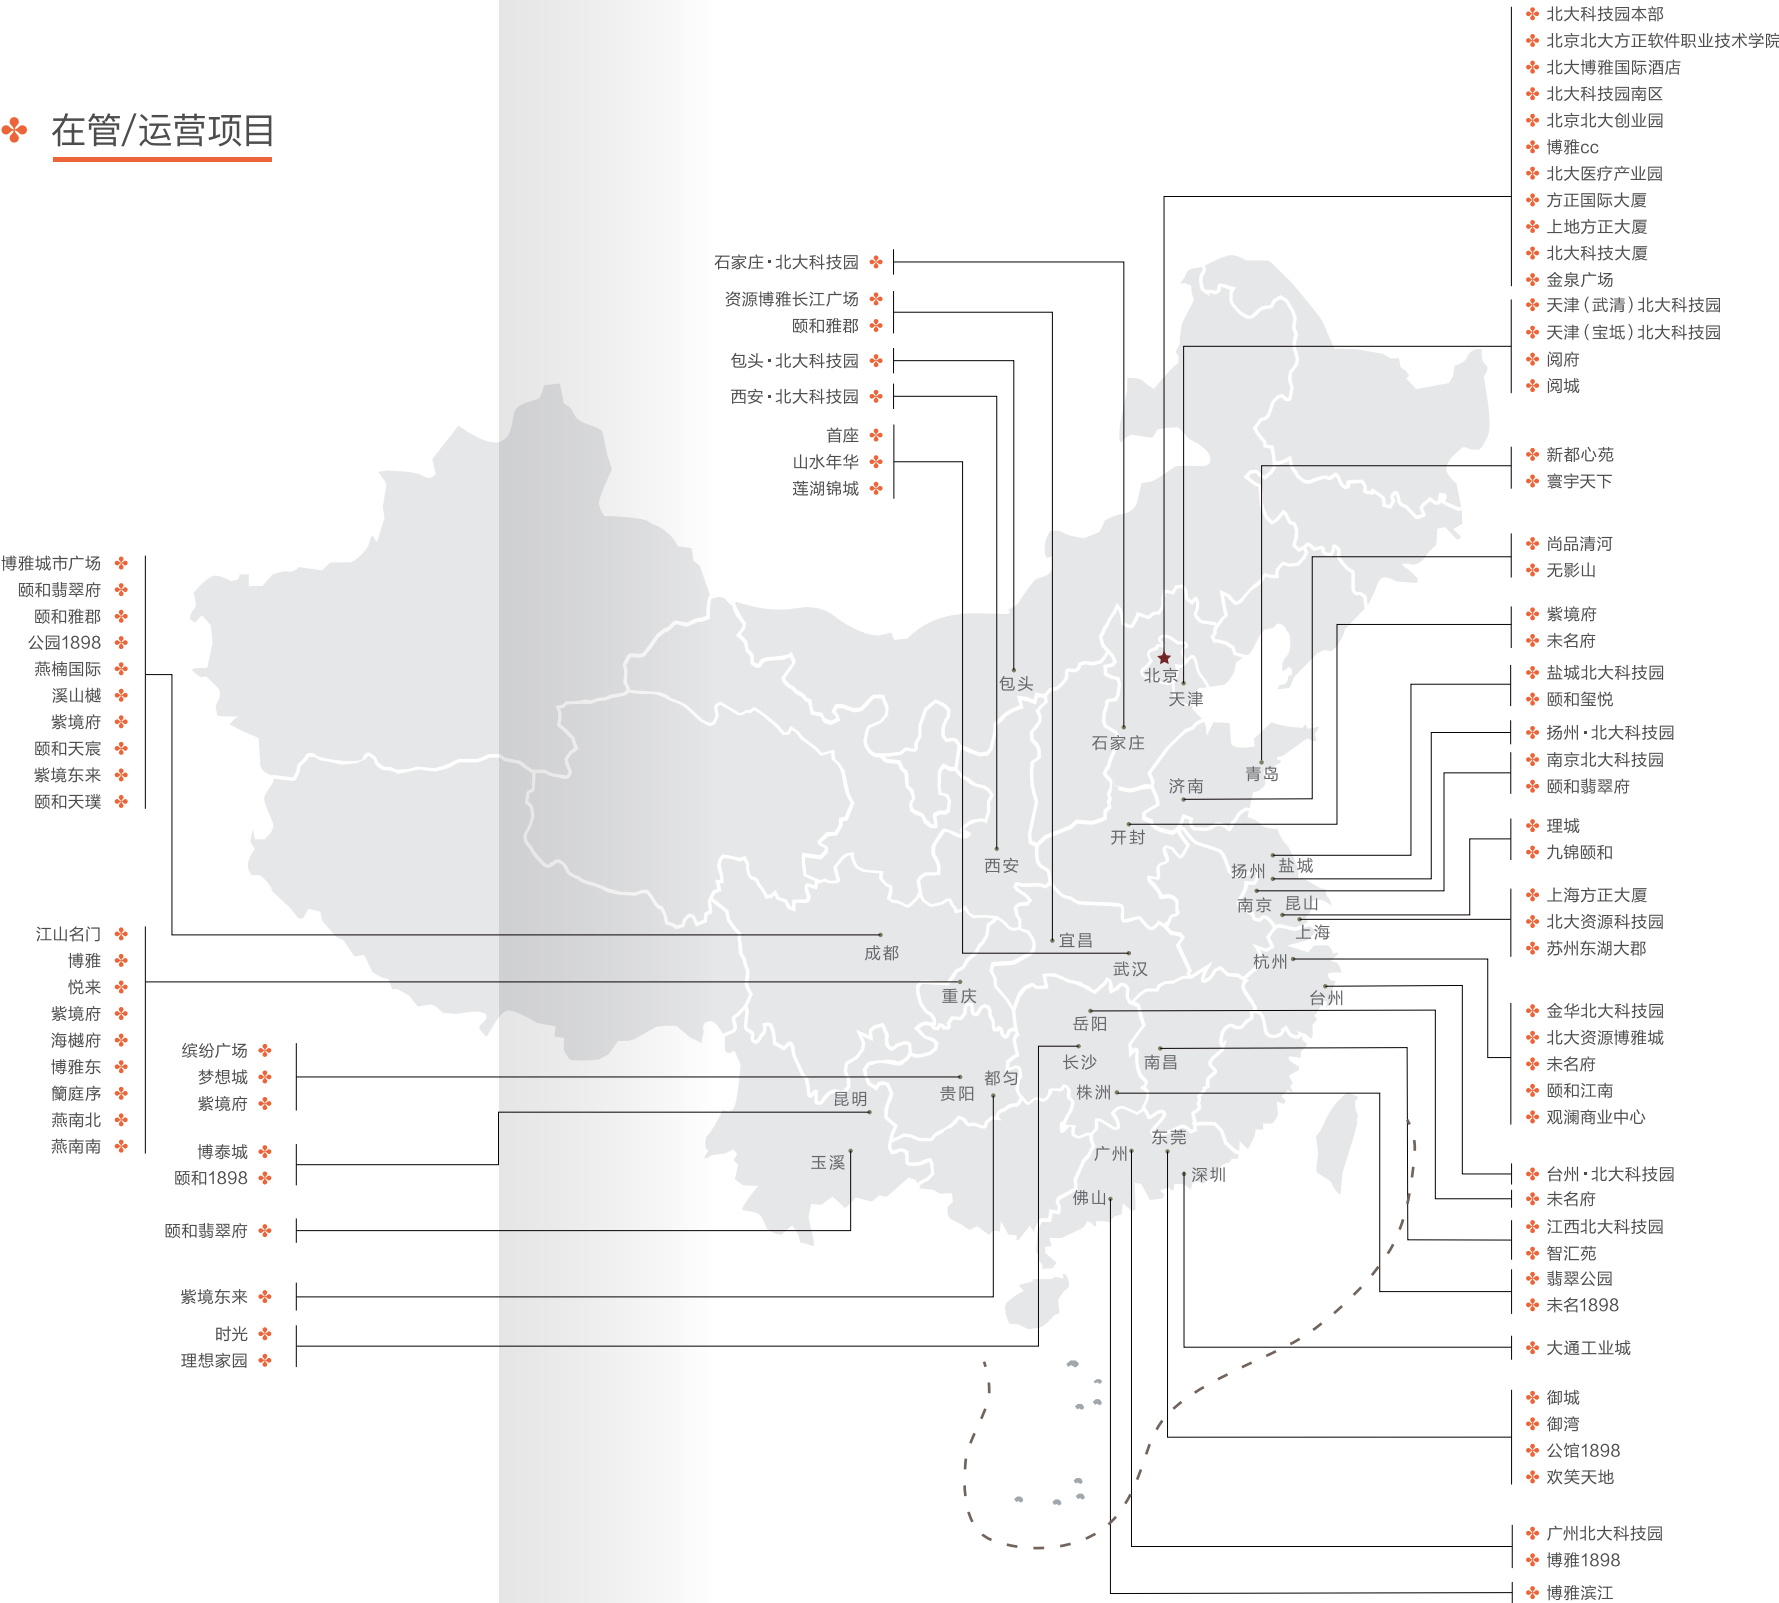 在管/运营项目
北大科技园本部
北京北大方正软件职业技术学院
北大博雅国际酒店
北大科技园南区
北京北大创业园
博雅cc
北大医疗产业园
方正国际大厦
上地方正大厦
北大科技大厦
金泉广场
天津（武清）北大科技园
天津（宝坻）北大科技园
阅府
阅城
新都心苑
寰宇天下
尚品清河
无影山
紫境府
未名府
盐城北大科技园
颐和玺悦
扬州·北大科技园
南京北大科技园
颐和翡翠府
理城
九锦颐和
上海方正大厦
北大资源科技园
苏州东湖大郡
金华北大科技园
北大资源博雅城
未名府
颐和江南
观澜商业中心
台州·北大科技园
未名府
江西北大科技园
智汇苑
翡翠公园
未名1898
大通工业城
御城
御湾
公馆1898
欢笑天地
广州北大科技园
博雅1898
博雅滨江
石家庄·北大科技园
资源博雅长江广场
颐和雅郡
包头·北大科技园
西安·北大科技园
首座
山水年华
莲湖锦城
博雅城市广场
颐和翡翠府
颐和雅郡
公园1898
燕楠国际
溪山樾
紫境府
颐和天宸
紫境东来
颐和天璞
江山名门
博雅
悦来
紫境府
海樾府
博雅东
籣庭序
燕南北
燕南南
缤纷广场
梦想城
紫境府
博泰城
颐和1898
颐和翡翠府
紫境东来
时光
理想家园
北京
包头
天津
石家庄
青岛
济南
开封
西安
扬州
盐城
南京
昆山
上海
宜昌
成都
武汉
杭州
重庆
台州
岳阳
长沙
南昌
都匀
贵阳
株洲
昆明
东莞
广州
玉溪
深圳
佛山